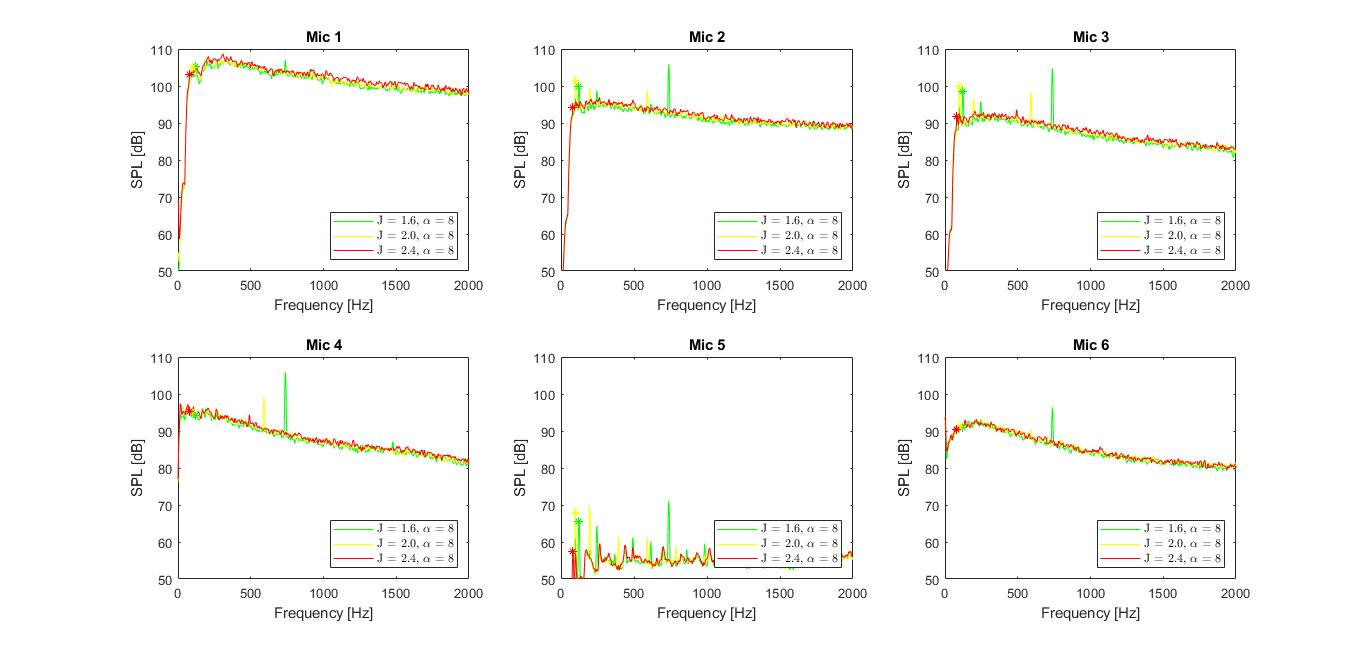 Mic 1
110
100
90
80
70
60
50
SPL [dB]
J = 1.6, α = 8
J = 2.0, α = 8
J = 2.4, α = 8
0 500 1000 1500 2000
Frequency [Hz]
Mic 2
110
100
90
80
70
60
50
SPL [dB]
J = 1.6, α = 8
J = 2.0, α = 8
J = 2.4, α = 8
0 500 1000 1500 2000
Frequency [Hz]
Mic 3
110
100
90
80
70
60
50
SPL [dB]
J = 1.6, α = 8
J = 2.0, α = 8
J = 2.4, α = 8
0 500 1000 1500 2000
Frequency [Hz]
Mic 4
110
100
90
80
70
60
50
SPL [dB]
J = 1.6, α = 8
J = 2.0, α = 8
J = 2.4, α = 8
0 500 1000 1500 2000
Frequency [Hz]
Mic 5
110
100
90
80
70
60
50
SPL [dB]
J = 1.6, α = 8
J = 2.0, α = 8
J = 2.4, α = 8
0 500 1000 1500 2000
Frequency [Hz]
Mic 6
110
100
90
80
70
60
50
SPL [dB]
J = 1.6, α = 8
J = 2.0, α = 8
J = 2.4, α = 8
0 500 1000 1500 2000
Frequency [Hz]